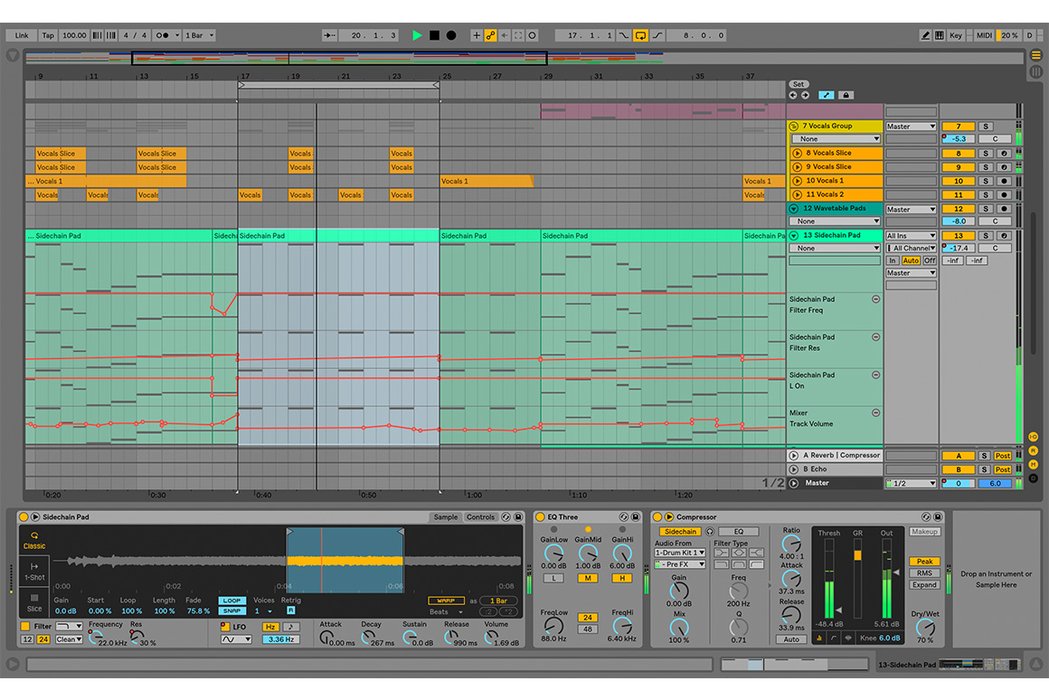 Link Tap 100.00 4 / 4 1 Bar 20. 1. 3 17. 1. 1 8. 0. 0 Key MIDI 20 % D
9 11 13 15 17 19 21 23 25 27 29 31 33 35 37
Set
7 Vocals Group Master 7 S
None -5.3 C
Vocals Slice Vocals Slice Vocals Vocals 8 Vocals Slice 8 S
Vocals Slice Vocals Slice Vocals Vocals 9 Vocals Slice 9 S
... Vocals 1 Vocals 1 Vocals 1 10 Vocals 1 10 S
Vocals Vocals Vocals Vocals Vocals Vocals Vocals Vocals 11 Vocals 2 11 S
12 Wavetable Pads Master 12 S
None -8.0 C
... Sidechain Pad Sidech Sidechain Pad Sidechain Pad Sidechain Pad Sidechain Pa 13 Sidechain Pad All Ins 13 S
None All Channel -17.4 C
In Auto Off -inf -inf
Master
Sidechain Pad
Filter Freq
Sidechain Pad
Filter Res
Sidechain Pad
L On
Mixer
Track Volume
A Reverb | Compressor A S Post
B Echo B S Post
1/2 Master 1/2 0 6.0
0:20 0:30 0:40 0:50 1:00 1:10 1:20
Sidechain Pad Sample Controls
Classic
1-Shot
Slice
0:00 0:02 0:04 0:06 0:08
Gain Start Loop Length Fade LOOP Voices Retrig WARP as 1 Bar
0.0 dB 0.00 % 100 % 100 % 75.8 % SNAP 1 R Beats :2 *2
Filter Frequency Res LFO Hz Attack Decay Sustain Release Volume
12 24 Clean 22.0 kHz 30 % 3.36 Hz 0.00 ms 267 ms 0.0 dB 990 ms 1.69 dB
EQ Three
GainLow GainMid GainHi
0.00 dB 1.00 dB 6.00 dB
L M H
FreqLow FreqHi
24
48
88.0 Hz 6.40 kHz
Compressor
Sidechain EQ
Audio From Filter Type
1-Drum Kit 1
Pre FX
Gain Freq
0.00 dB 200 Hz
Mix Q
100 % 0.71
Ratio
4.00 : 1
Attack
37.3 ms
Release
33.9 ms
Auto
Thresh GR Out
-48.4 dB 5.61 dB
Knee 6.0 dB
Makeup
Peak
RMS
Expand
Dry/Wet
70 %
Drop an Instrument or
Sample Here
13-Sidechain Pad